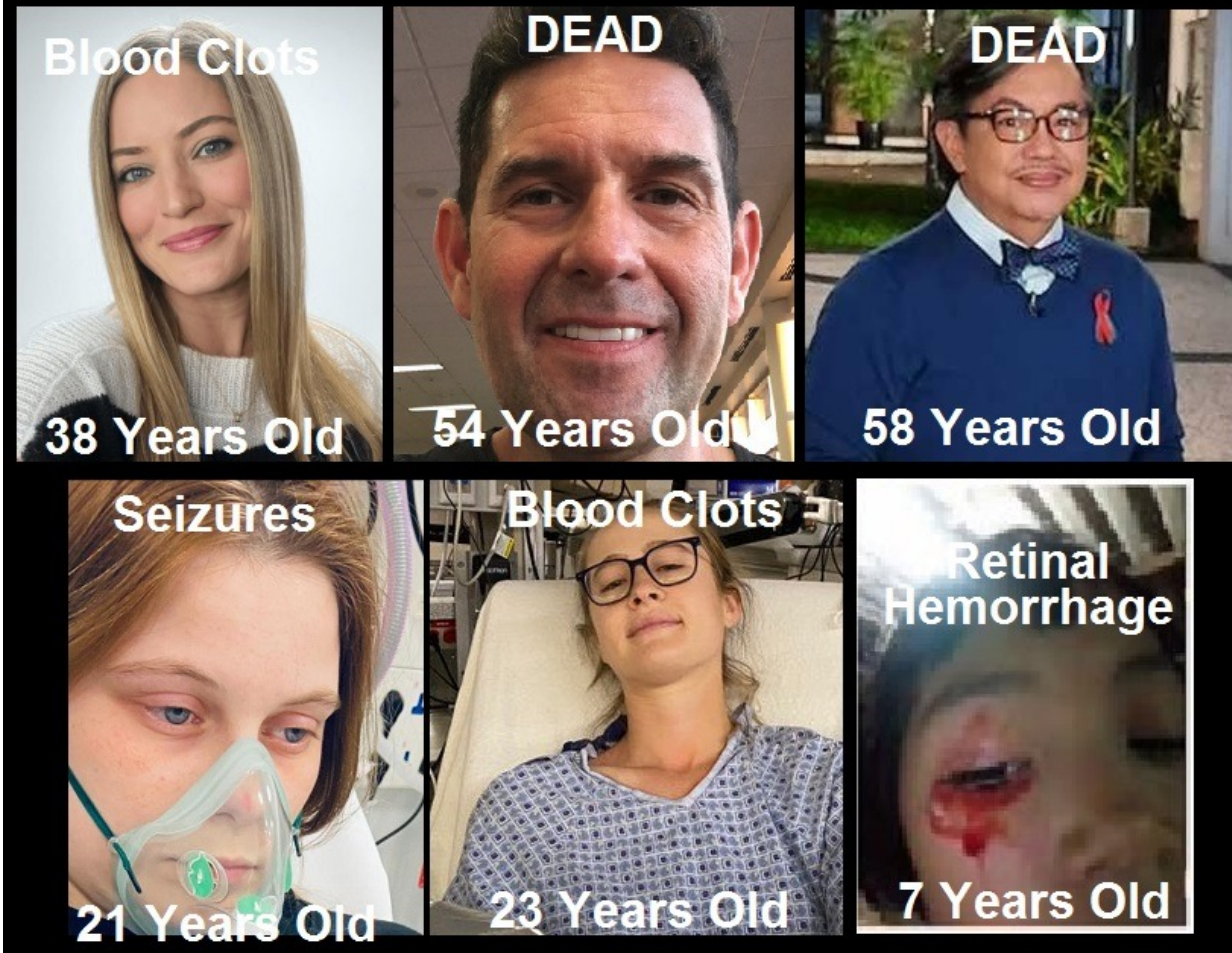 Blood Clots
38 Years Old
DEAD
54 Years Old
DEAD
58 Years Old
Seizures
21 Years Old
Blood Clots
23 Years Old
Retinal
Hemorrhage
7 Years Old